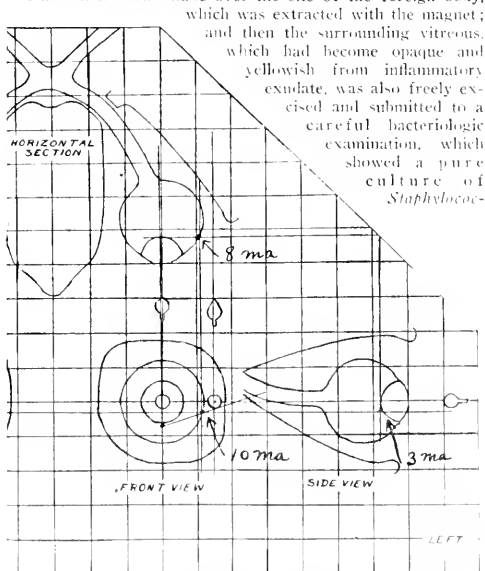 which was extracted with the magnet;
and then the surrounding vitreous,
which had become opaque and
yellowish from inflammatory
exudate, was also freely ex-
cised and submitted to a
careful bacteriologic
examination, which
showed a pure
culture of
Staphylococ-
HORIZONTAL
SECTION
8 ma
10 ma
3 ma
FRONT VIEW
SIDE VIEW
LEFT